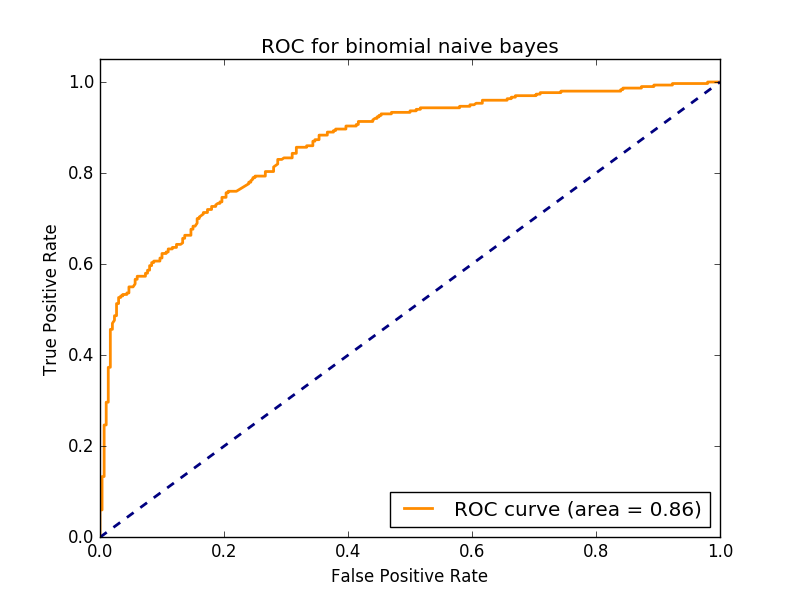 ROC for binomial naive bayes
1.0
0.8
0.6
0.4
0.2
0.0
True Positive Rate
0.0 0.2 0.4 0.6 0.8 1.0
False Positive Rate
ROC curve (area = 0.86)